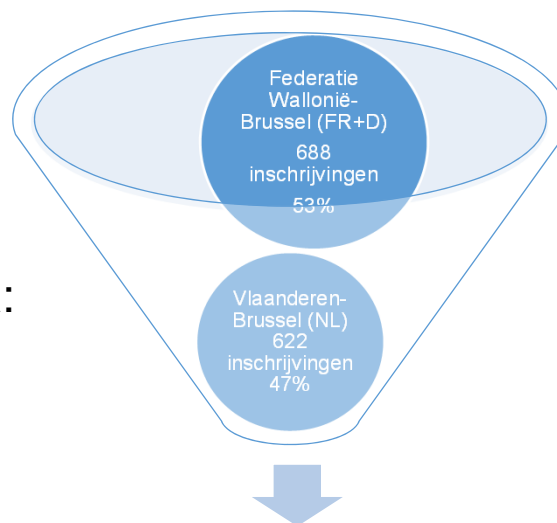 Federatie
Wallonië-
Brussel (FR+D)
688
inschrijvingen
53%
:
Vlaanderen-
Brussel (NL)
622
inschrijvingen
47%